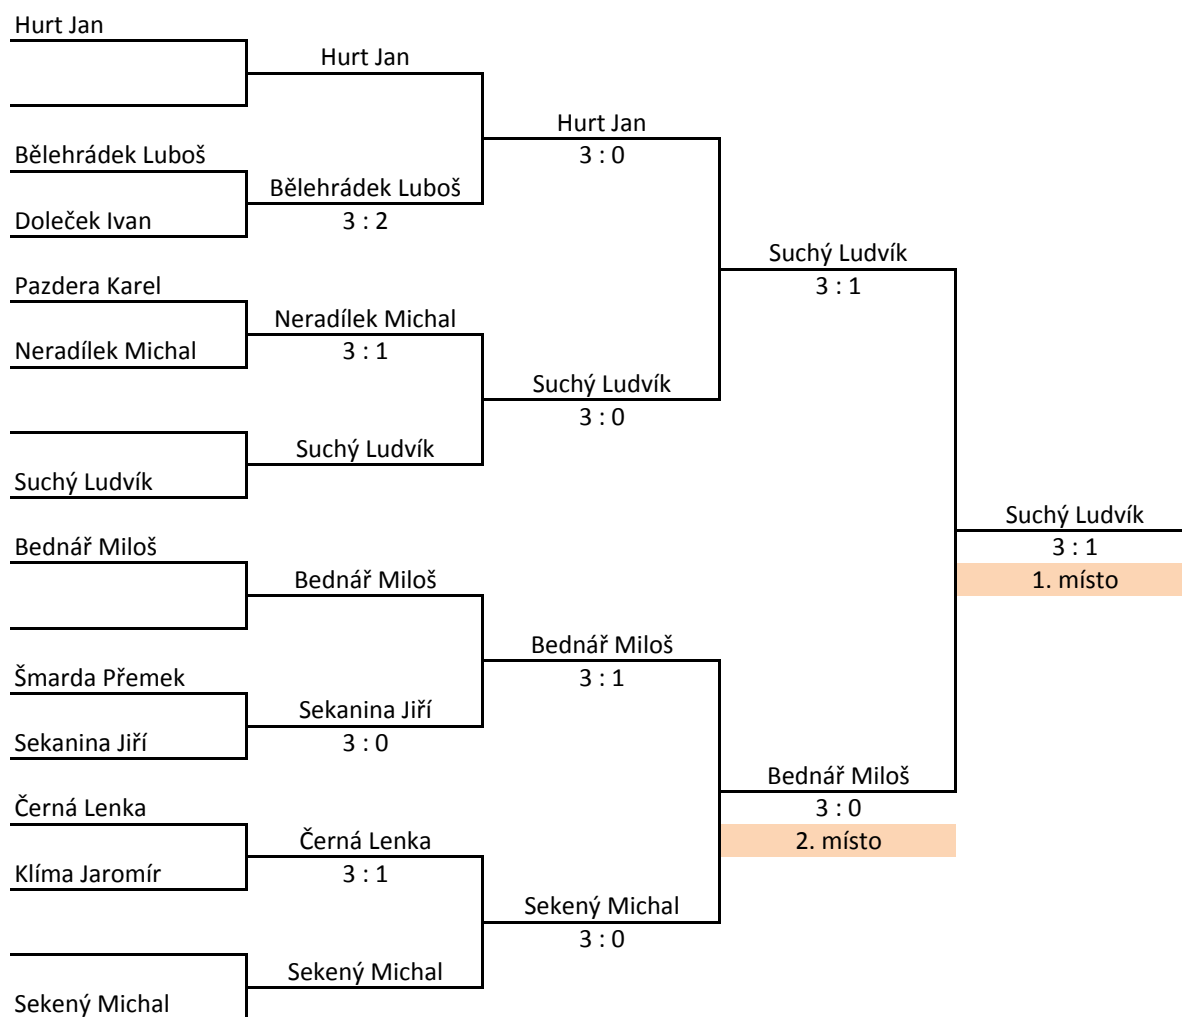 Hurt Jan
Hurt Jan
Hurt Jan
3 : 0
Bělehrádek Luboš
Bělehrádek Luboš
3 : 2
Doleček Ivan
Suchý Ludvík
3 : 1
Pazdera Karel
Neradílek Michal
3 : 1
Neradílek Michal
Suchý Ludvík
3 : 0
Suchý Ludvík
Suchý Ludvík
Suchý Ludvík
3 : 1
1. místo
Bednář Miloš
Bednář Miloš
Bednář Miloš
3 : 1
Šmarda Přemek
Sekanina Jiří
3 : 0
Sekanina Jiří
Bednář Miloš
3 : 0
2. místo
Černá Lenka
Černá Lenka
3 : 1
Klíma Jaromír
Sekený Michal
3 : 0
Sekený Michal
Sekený Michal